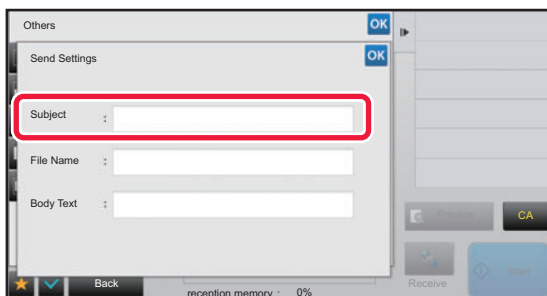 Others
OK
Send Settings
OK
Subject :
File Name :
Body Text :
Preview
CA
Back
reception memory : 0%
Receive
Start